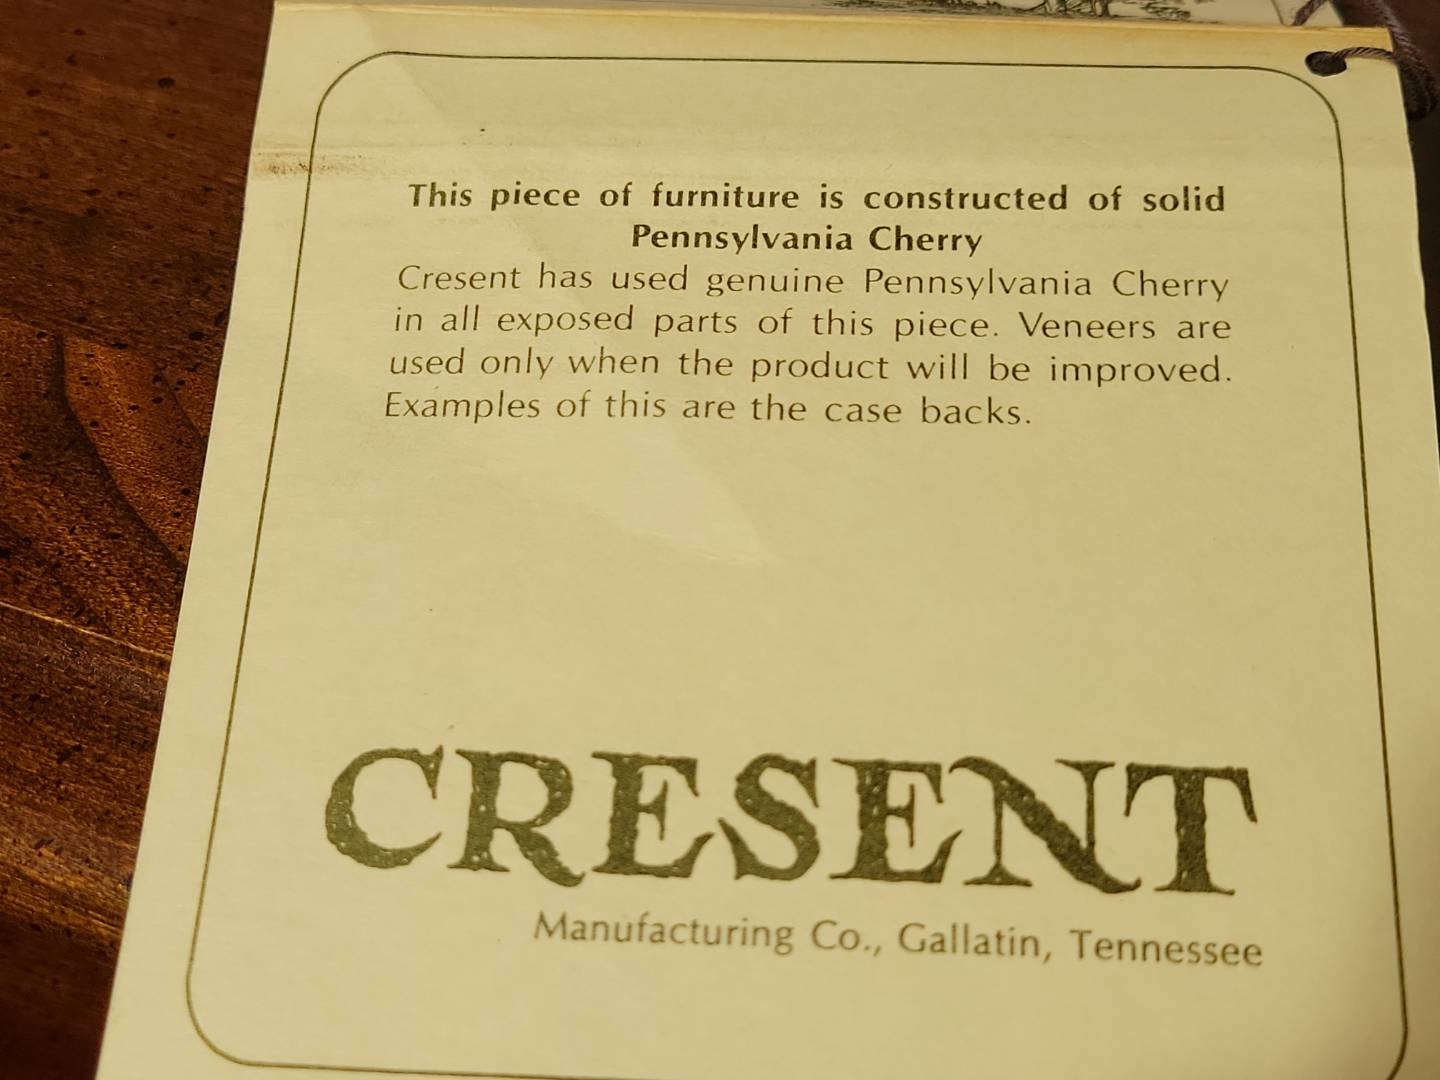 This piece of furniture is constructed of solid
Pennsylvania Cherry
Cresent has used genuine Pennsylvania Cherry
in all exposed parts of this piece. Veneers are
used only when the product will be improved.
Examples of this are the case backs.
CRESENT
Manufacturing Co., Gallatin, Tennessee